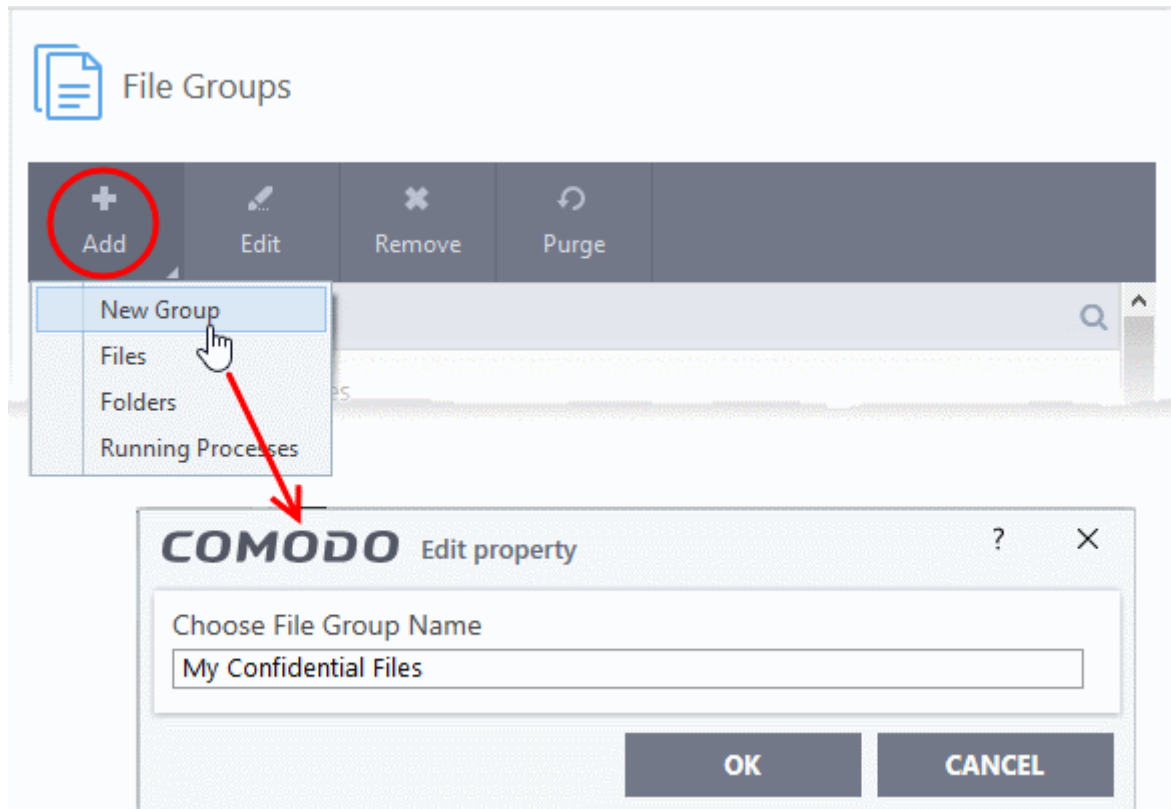 File Groups
Add Edit Remove Purge
New Group
Files
Folders
Running Processes
COMODO Edit property ?
Choose File Group Name
My Confidential Files
OK CANCEL